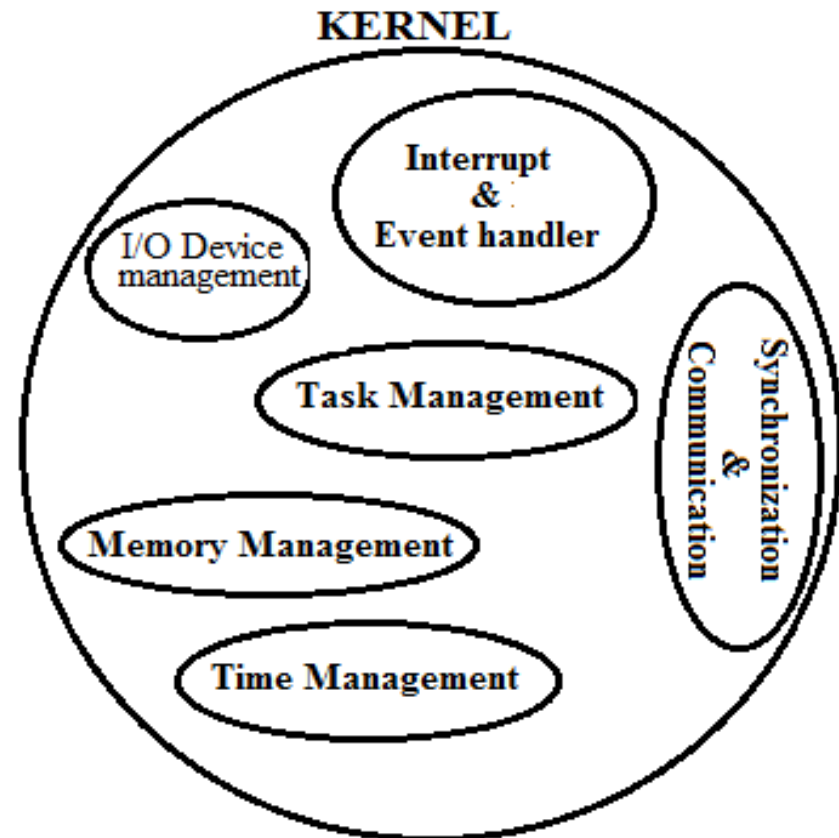 KERNEL
Interrupt
&
Event handler
I/O Device
management
Task Management
Synchronization
&
Communication
Memory Management
Time Management